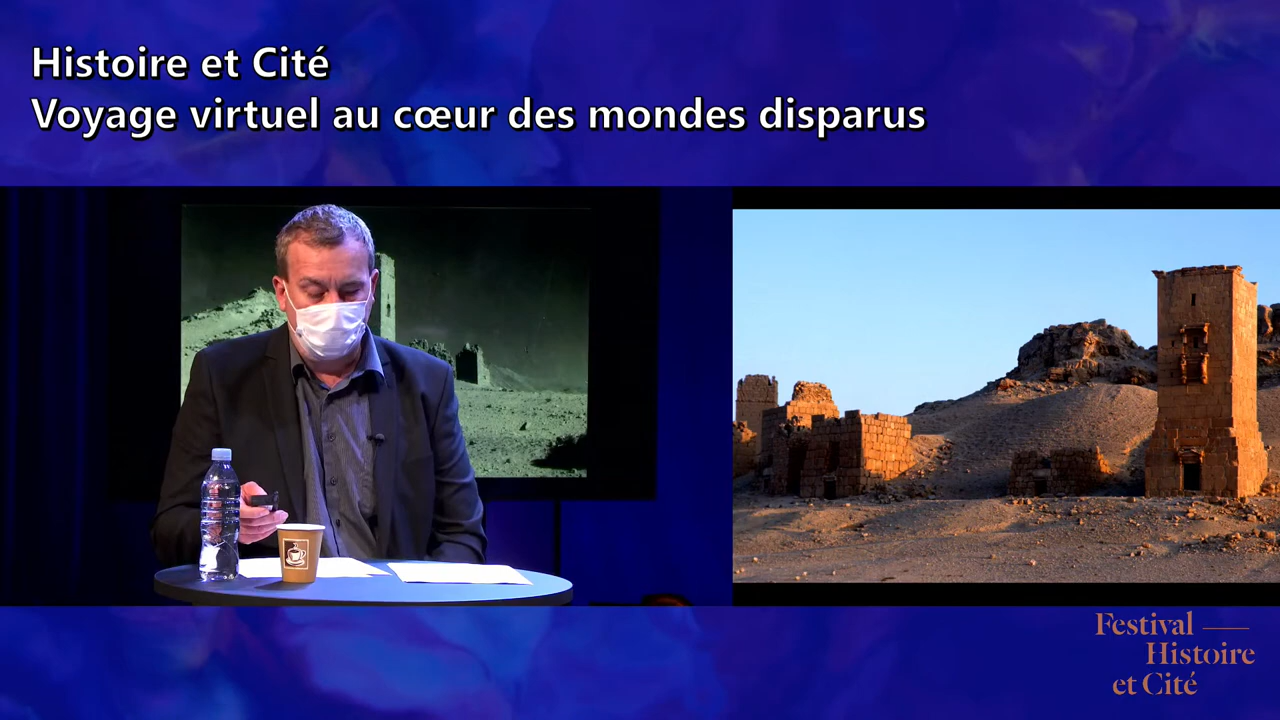 Histoire et Cité
Voyage virtuel au cœur des mondes disparus
Festival
Histoire
et Cité